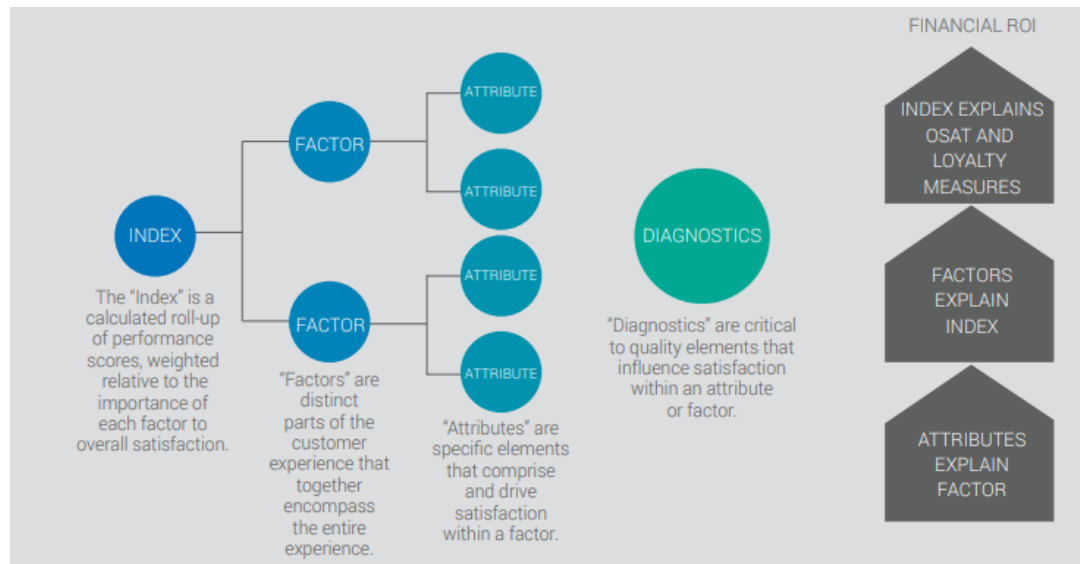 FINANCIAL ROI
ATTRIBUTE
FACTOR
ATTRIBUTE
INDEX
The “Index” is a
calculated roll-up
of performance
scores, weighted
relative to the
importance of
each factor to
overall satisfaction.
FACTOR
“Factors” are
distinct
parts of the
customer
experience that
together
encompass
the entire
experience.
ATTRIBUTE
ATTRIBUTE
“Attributes” are
specific elements
that comprise
and drive
satisfaction
within a factor.
DIAGNOSTICS
“Diagnostics” are critical
to quality elements that
influence satisfaction
within an attribute
or factor.
INDEX EXPLAINS
OSAT AND
LOYALTY
MEASURES
FACTORS
EXPLAIN
INDEX
ATTRIBUTES
EXPLAIN
FACTOR